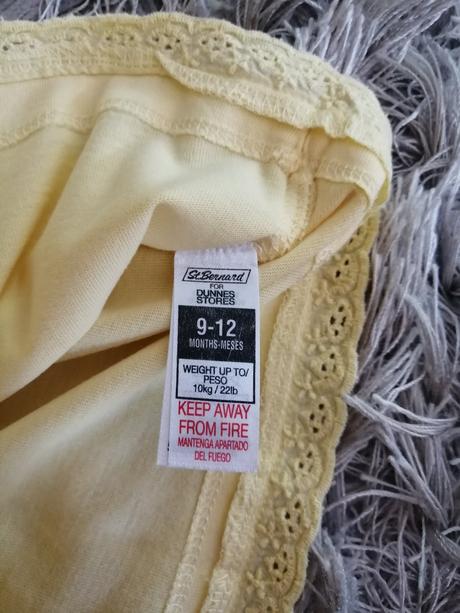 St.Bernard
FOR
DUNNES
STORES
9-12
MONTHS-MESES
WEIGHT UP TO/
PESO
10kg / 22lb
KEEP AWAY
FROM FIRE
MANTENGA APARTADO
DEL FUEGO